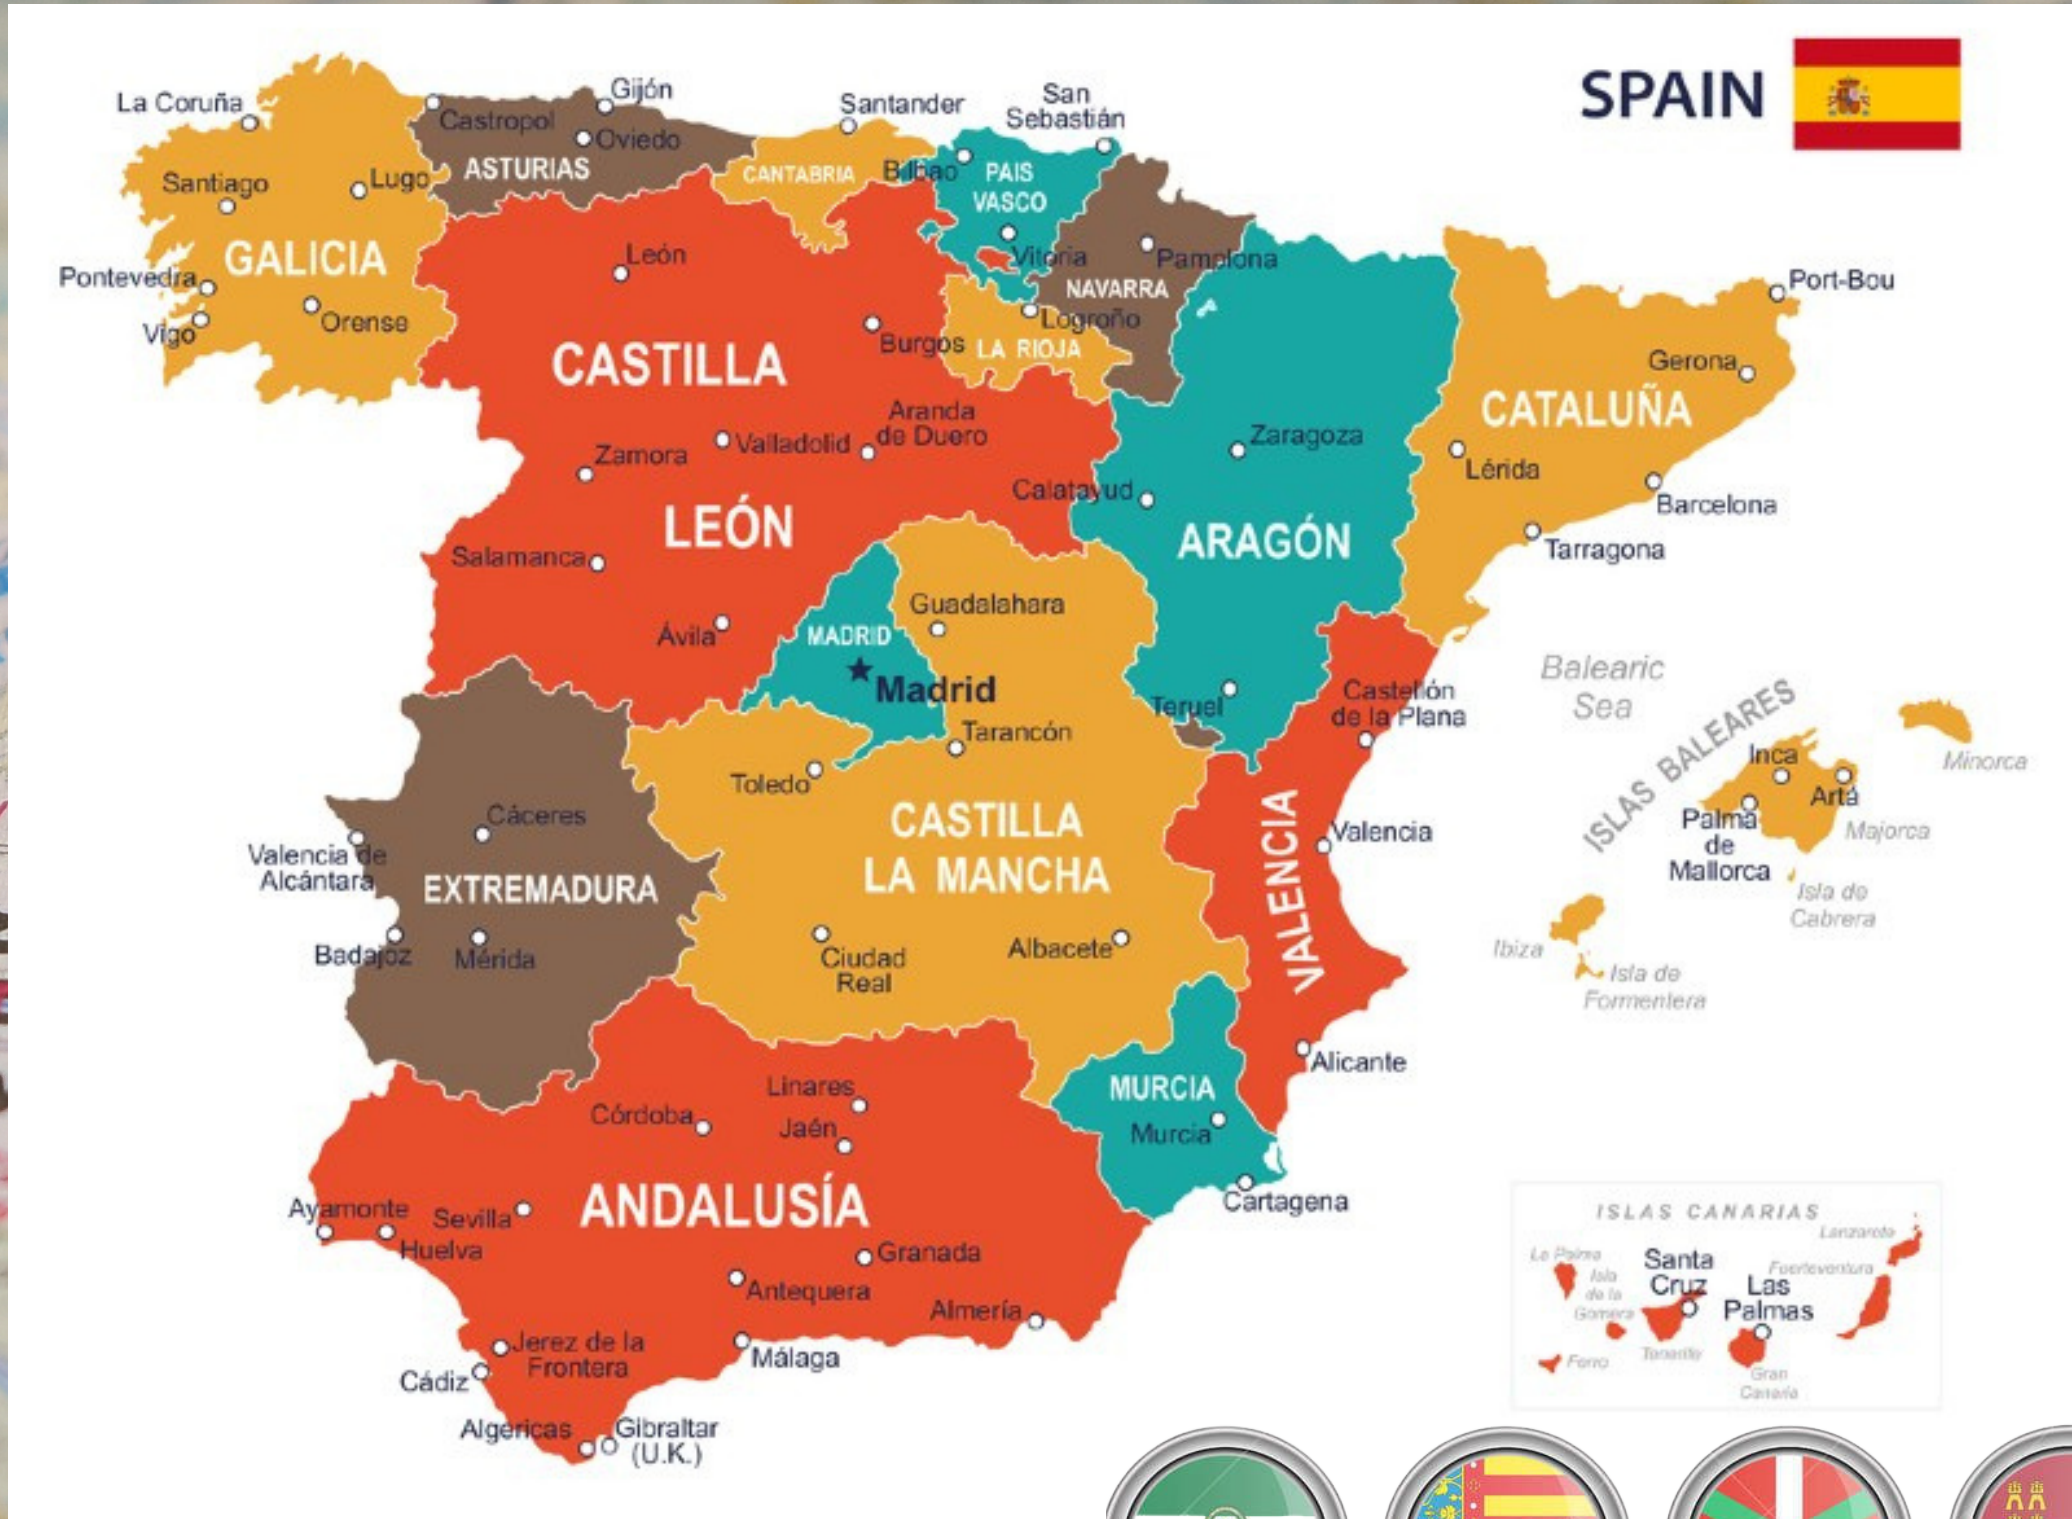 SPAIN
La Coruña
Castropol
Gijón
Oviedo
ASTURIAS
Santander
CANTABRIA
Bilbao
San
Sebastián
PAIS
VASCO
Vitoria
Santiago
Lugo
GALICIA
Pontevedra
Vigo
Orense
León
Burgos
Pamplona
NAVARRA
Logroño
LA RIOJA
Port-Bou
Gerona
CATALUÑA
Lérida
Barcelona
Tarragona
CASTILLA
LEÓN
Zamora
Valladolid
Aranda
de Duero
Salamanca
Ávila
Zaragoza
Calatayud
ARAGÓN
Teruel
MADRID
Madrid
Guadalahara
Tarancón
Toledo
CASTILLA
LA MANCHA
Ciudad
Real
Albacete
Castellón
de la Plana
VALENCIA
Valencia
Alicante
Balearic
Sea
ISLAS BALEARES
Inca
Artá
Palma
de
Mallorca
Minorca
Majorca
Isla de
Cabrera
Ibiza
Isla de
Formentera
Cáceres
Valencia de
Alcántara
EXTREMADURA
Badajoz
Mérida
MURCIA
Murcia
Cartagena
Linares
Córdoba
Jaén
ANDALUSÍA
Ayamonte
Huelva
Sevilla
Granada
Antequera
Almería
Jerez de la
Frontera
Cádiz
Málaga
Algericas
Gibraltar
(U.K.)
ISLAS CANARIAS
Lanzarote
La Palma
Isla
de la
Gomera
Santa
Cruz
Fuerteventura
Las
Palmas
Ferro
Tenerife
Gran
Canaria